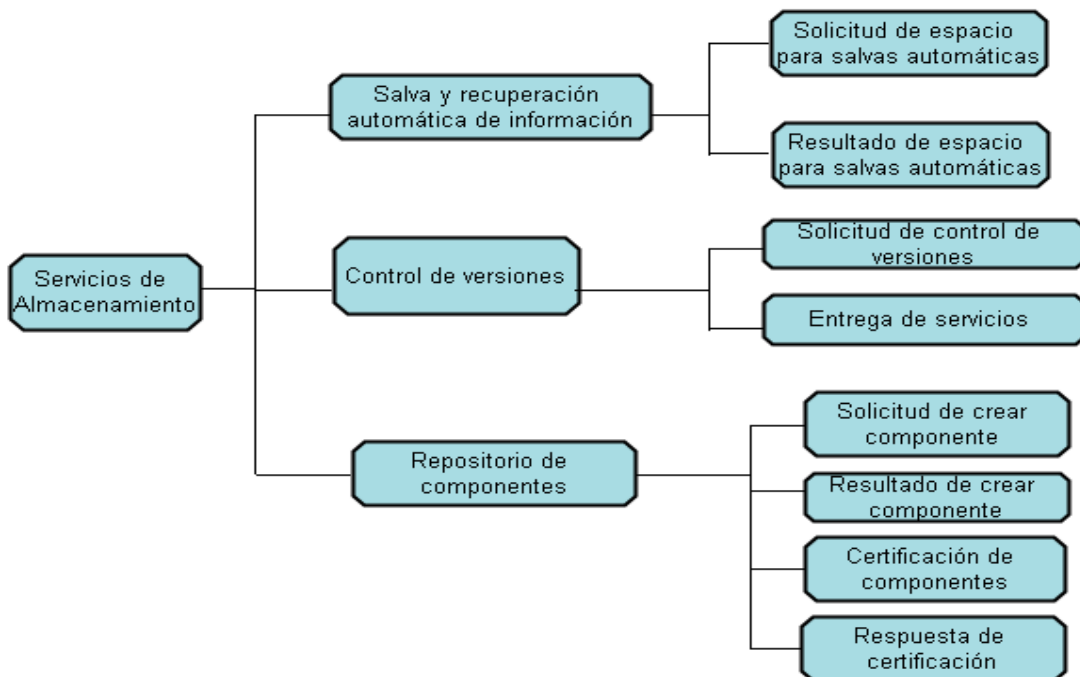 Servicios de
Almacenamiento
Salva y recuperación
automática de información
Solicitud de espacio
para salvas automáticas
Resultado de espacio
para salvas automáticas
Control de versiones
Solicitud de control de
versiones
Entrega de servicios
Repositorio de
componentes
Solicitud de crear
componente
Resultado de crear
componente
Certificación de
componentes
Respuesta de
certificación